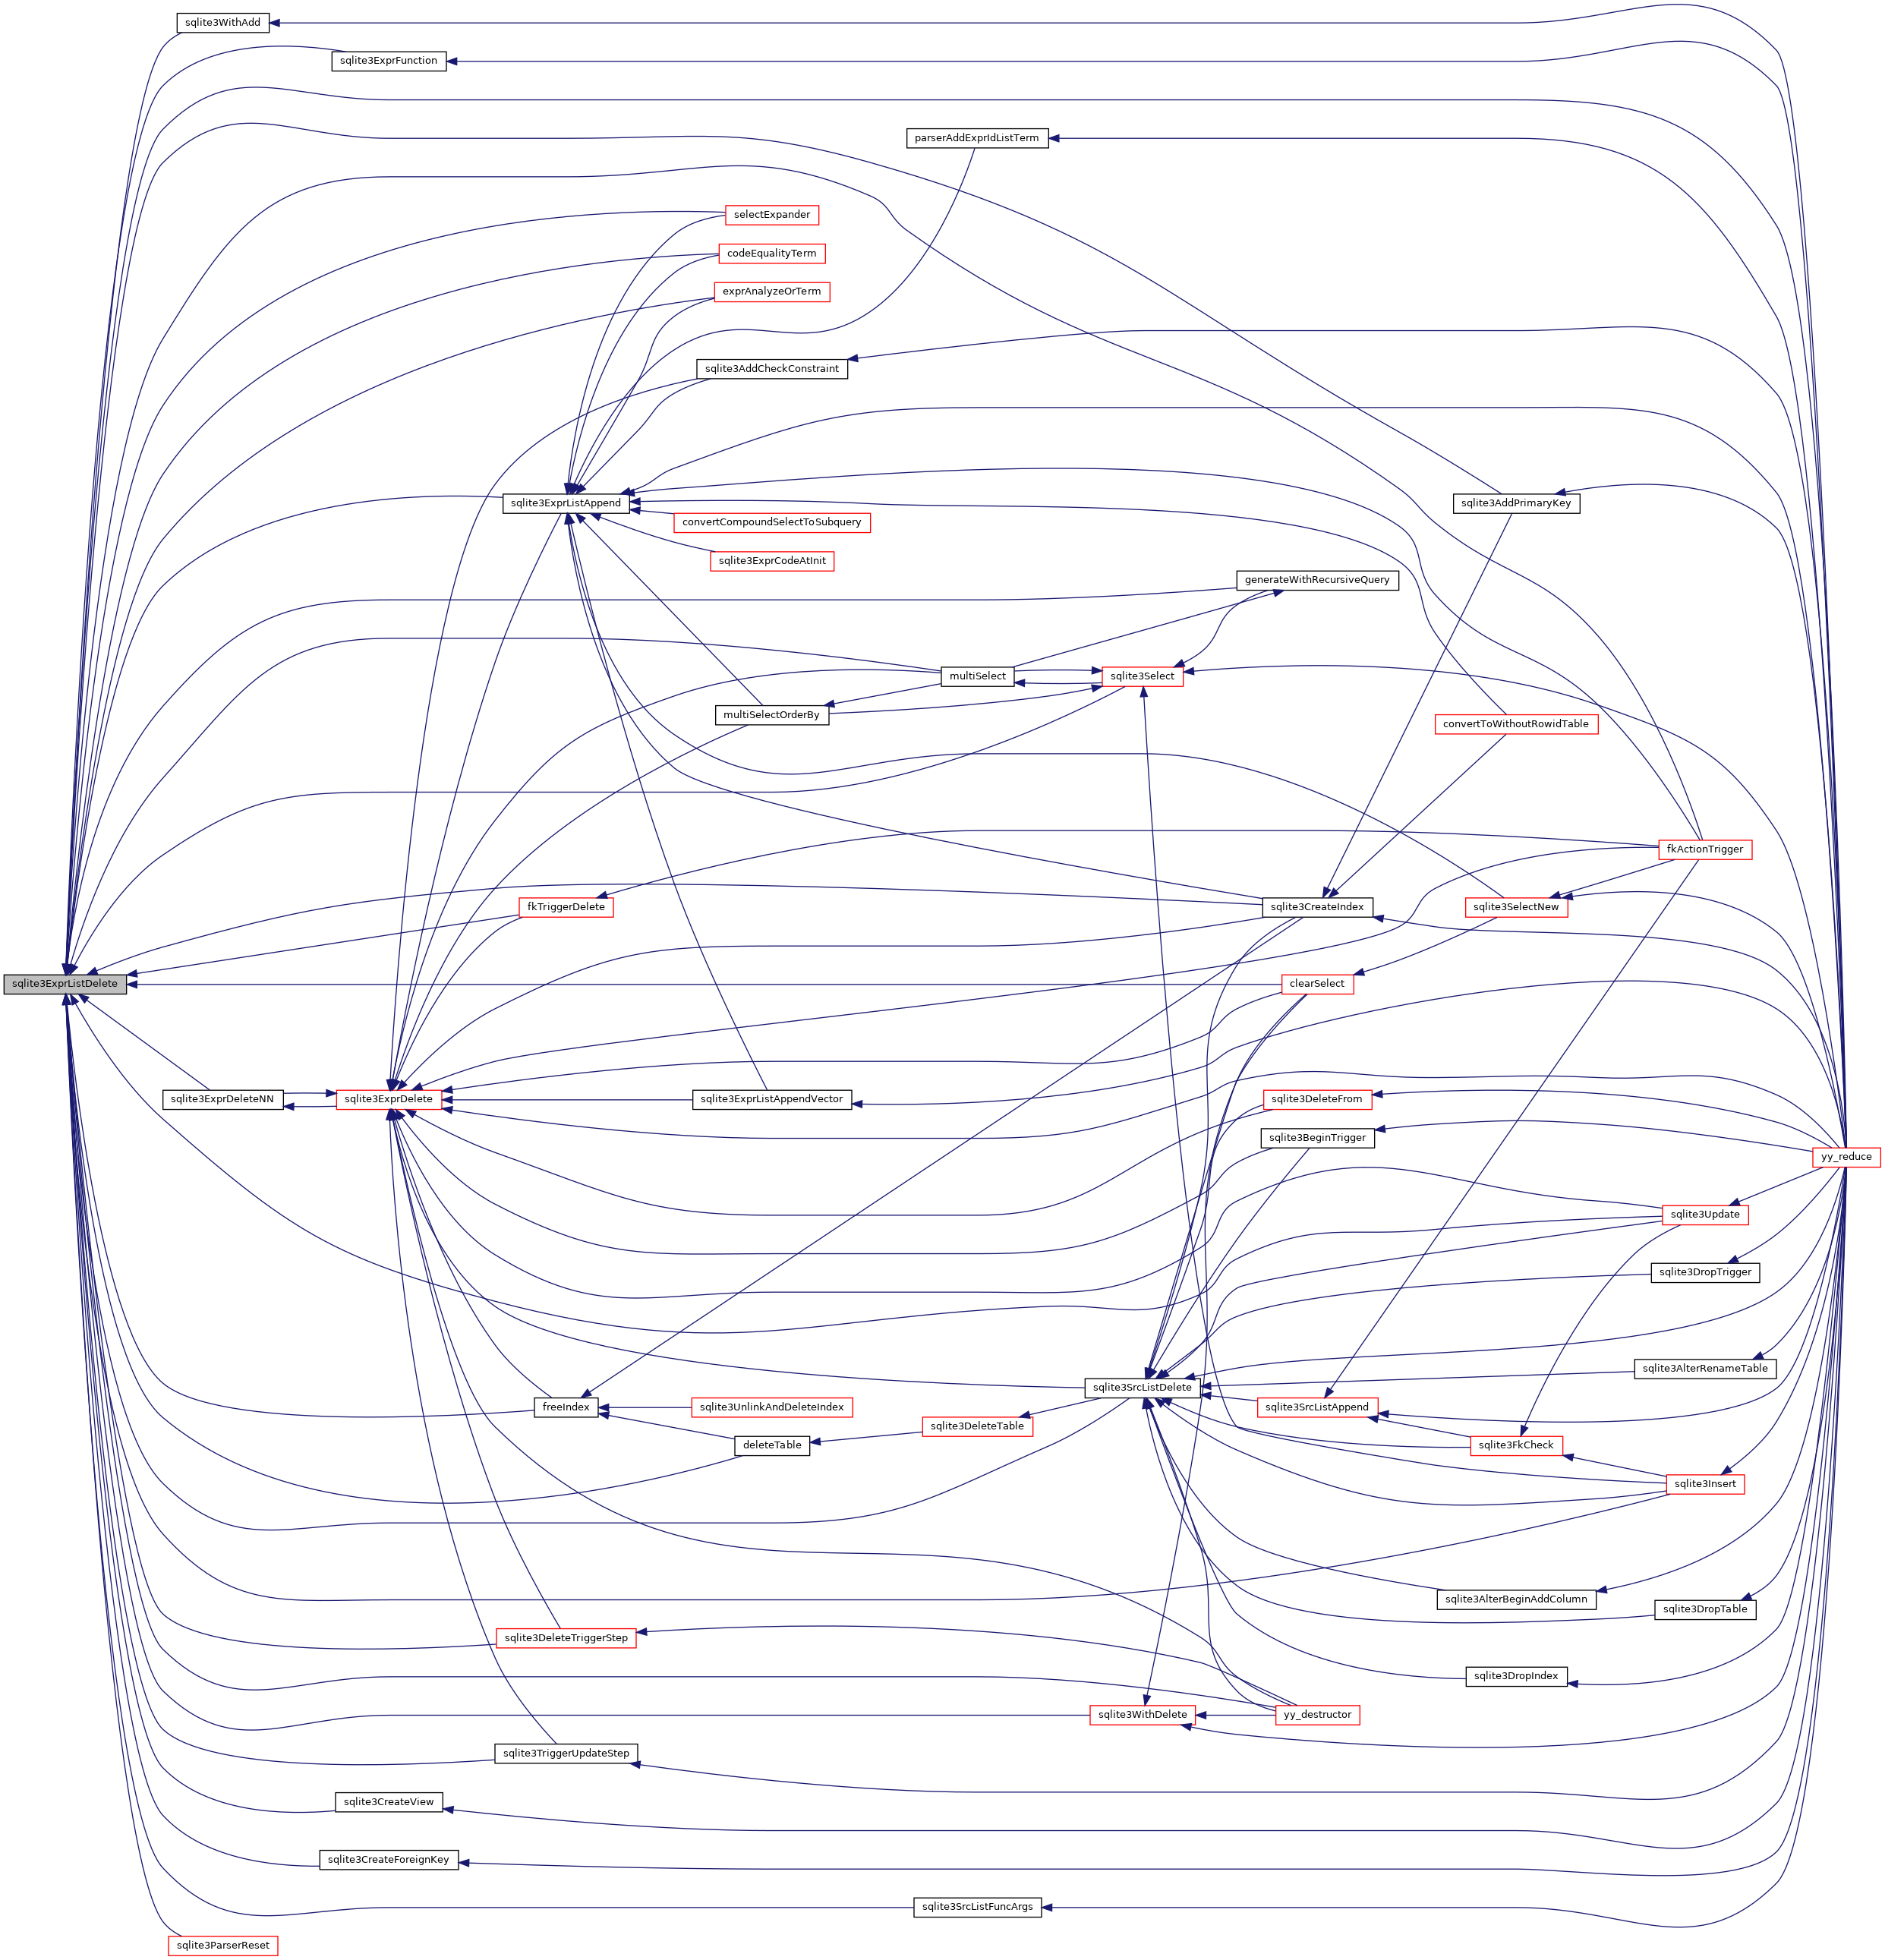 sqlite3WithAdd
sqlite3ExprFunction
parserAddExprIdListTerm
selectExpander
codeEqualityTerm
exprAnalyzeOrTerm
sqlite3AddCheckConstraint
sqlite3ExprListAppend
sqlite3AddPrimaryKey
convertCompoundSelectToSubquery
sqlite3ExprCodeAtInit
generateWithRecursiveQuery
multiSelect
sqlite3Select
multiSelectOrderBy
convertToWithoutRowidTable
fkActionTrigger
fkTriggerDelete
sqlite3CreateIndex
sqlite3SelectNew
sqlite3ExprListDelete
clearSelect
sqlite3ExprDeleteNN
sqlite3ExprDelete
sqlite3ExprListAppendVector
sqlite3DeleteFrom
sqlite3BeginTrigger
yy_reduce
sqlite3Update
sqlite3DropTrigger
sqlite3AlterRenameTable
sqlite3SrcListDelete
freeIndex
sqlite3UnlinkAndDeleteIndex
sqlite3SrcListAppend
sqlite3DeleteTable
deleteTable
sqlite3FkCheck
sqlite3Insert
sqlite3AlterBeginAddColumn
sqlite3DropTable
sqlite3DeleteTriggerStep
sqlite3DropIndex
sqlite3WithDelete
yy_destructor
sqlite3TriggerUpdateStep
sqlite3CreateView
sqlite3CreateForeignKey
sqlite3SrcListFuncArgs
sqlite3ParserReset